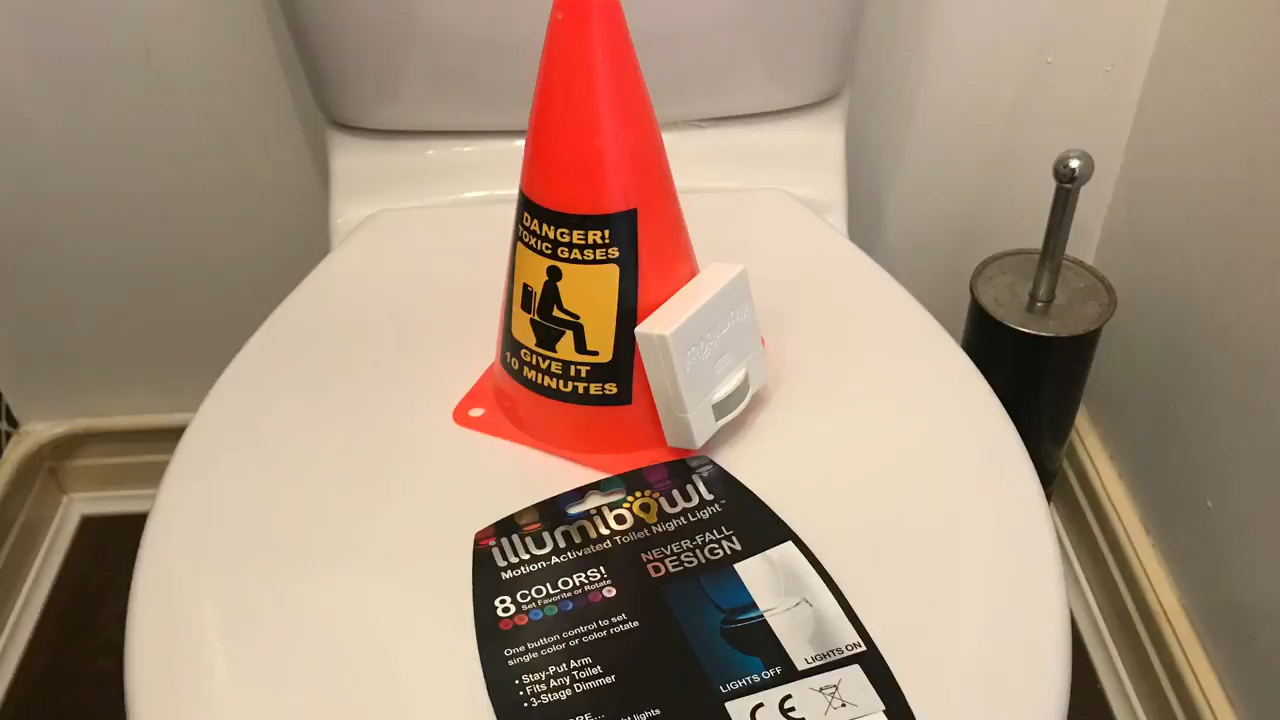 DANGER!
TOXIC GASES
GIVE IT
10 MINUTES
illumibowl™
Motion-Activated Toilet Night Light™
NEVER-FALL
DESIGN
8 COLORS!
Set Favorite or Rotate
One button control to set
single color or color rotate
• Stay-Put Arm
• Fits Any Toilet
• 3-Stage Dimmer
LIGHTS OFF
LIGHTS ON
CE
lights